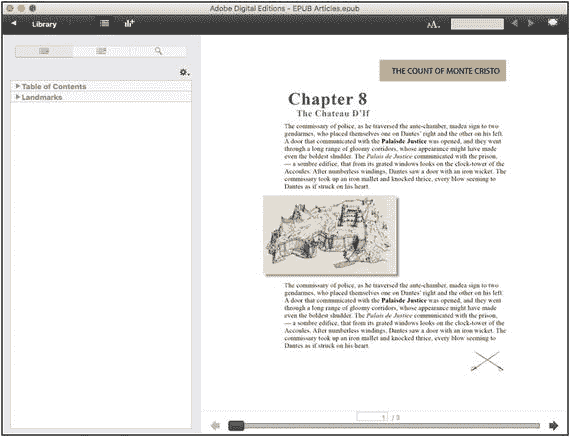 Adobe Digital Editions - EPUB Articles.epub
Library
AA.
Table of Contents
Landmarks
THE COUNT OF MONTE CRISTO
Chapter 8
The Chateau D'If
The commissary of police, as he traversed the ante-chamber, madea sign to two
gendarmes, who placed themselves one on Dantes' right and the other on his left.
A door that communicated with the Palaisde Justice was opened, and they went
through a long range of gloomy corridors, whose appearance might have made
even the boldest shudder. The Palais de Justice communicated with the prison,
— a sombre edifice, that from its grated windows looks on the clock-tower of the
Accoules. After numberless windings, Dantes saw a door with an iron wicket. The
commissary took up an iron mallet and knocked thrice, every blow seeming to
Dantes as if struck on his heart.
The commissary of police, as he traversed the ante-chamber, madea sign to two
gendarmes, who placed themselves one on Dantes' right and the other on his left.
A door that communicated with the Palaisde Justice was opened, and they went
through a long range of gloomy corridors, whose appearance might have made
even the boldest shudder. The Palais de Justice communicated with the prison,
— a sombre edifice, that from its grated windows looks on the clock-tower of the
Accoules. After numberless windings, Dantes saw a door with an iron wicket. The
commissary took up an iron mallet and knocked thrice, every blow seeming to
Dantes as if struck on his heart.
1 / 3